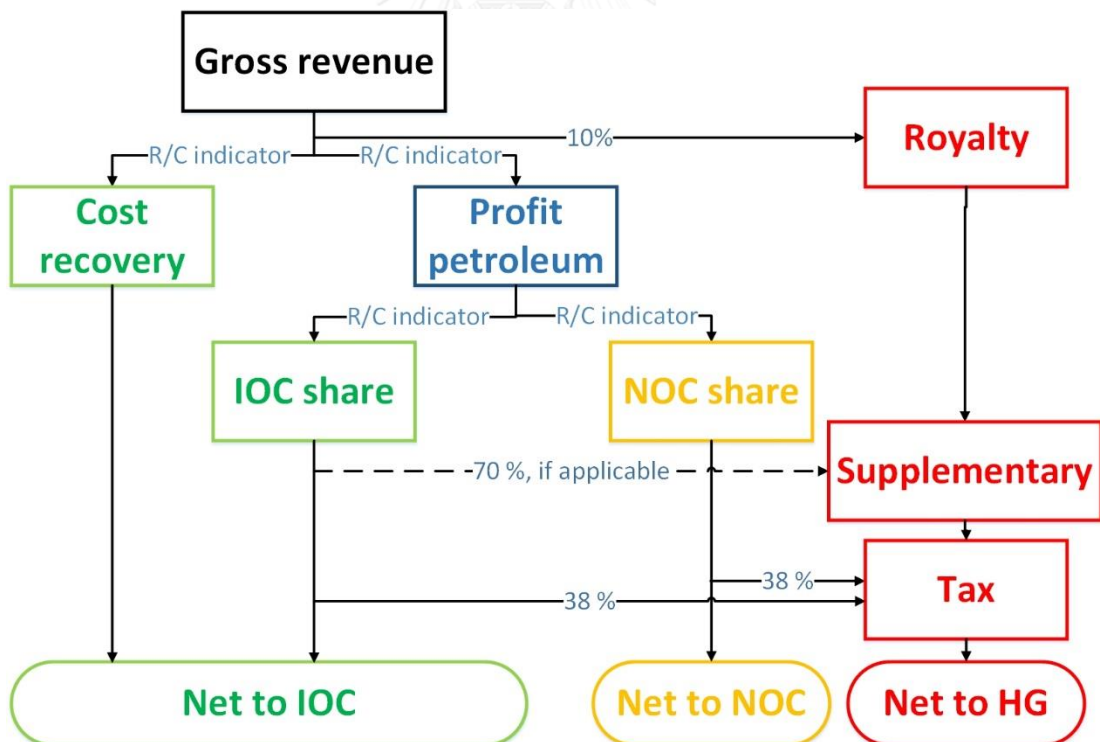 Gross revenue
10%
Royalty
R/C indicator
R/C indicator
Cost
recovery
Profit
petroleum
R/C indicator
R/C indicator
IOC share
NOC share
70 %, if applicable
Supplementary
38 %
38 %
Tax
Net to IOC
Net to NOC
Net to HG